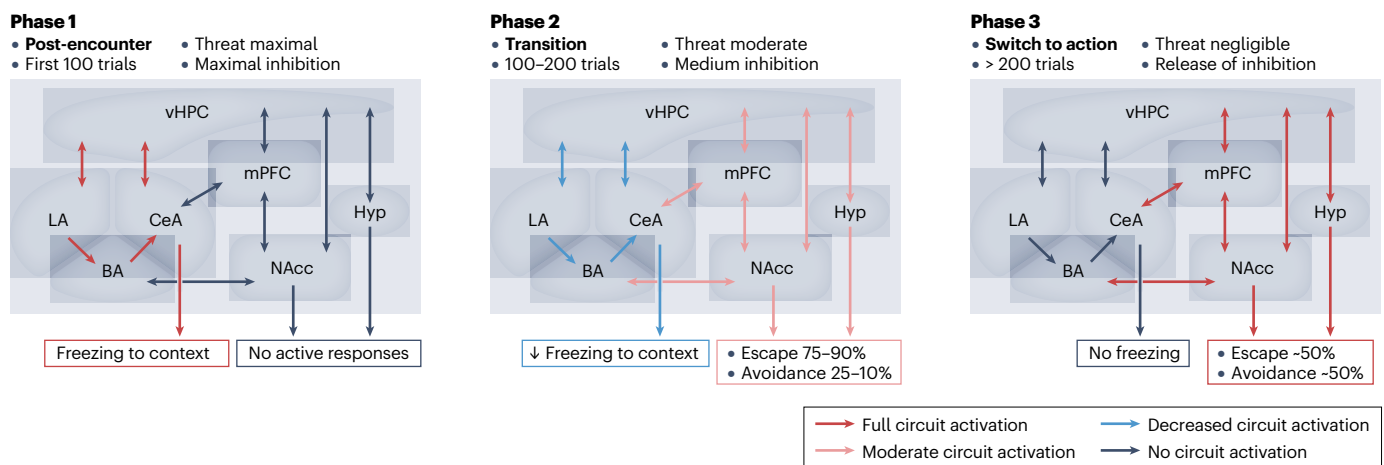 Phase 1
• Post-encounter • Threat maximal
• First 100 trials • Maximal inhibition
vHPC
mPFC
LA CeA Hyp
BA NAcc
Freezing to context No active responses
Phase 2
• Transition • Threat moderate
• 100–200 trials • Medium inhibition
vHPC
mPFC
LA CeA Hyp
BA NAcc
↓ Freezing to context • Escape 75–90%
• Avoidance 25–10%
Phase 3
• Switch to action • Threat negligible
• > 200 trials • Release of inhibition
vHPC
mPFC
LA CeA Hyp
BA NAcc
No freezing • Escape ~50%
• Avoidance ~50%
Full circuit activation Decreased circuit activation
Moderate circuit activation No circuit activation